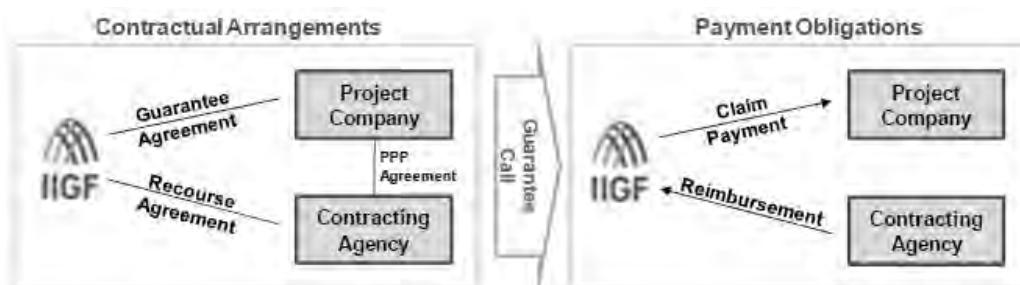 Contractual Arrangements
Guarantee
Agreement
Project
Company
IIGF
PPP
Agreement
Recourse
Agreement
Contracting
Agency
Guarantee
Call
Payment Obligations
Claim
Payment
Project
Company
IIGF
Reimbursement
Contracting
Agency